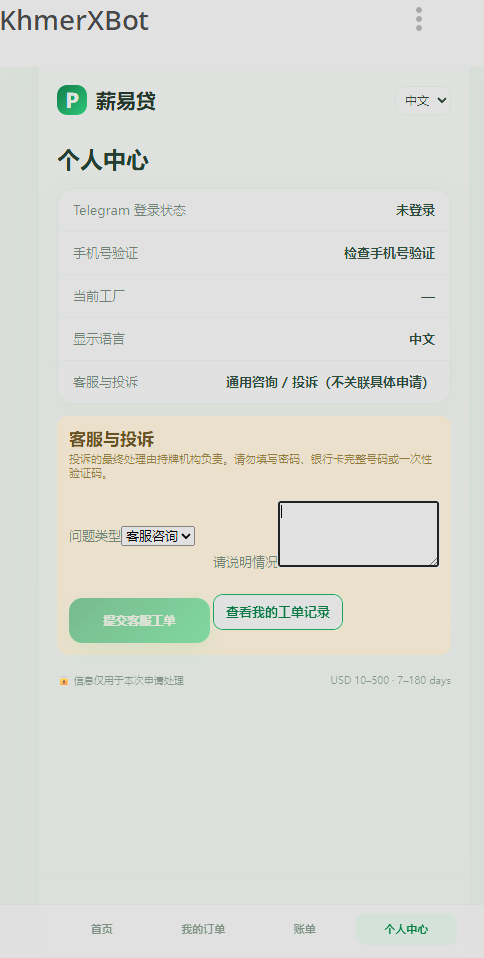 KhmerXBot
P 薪易贷
中文
个人中心
Telegram 登录状态 未登录
手机号验证 检查手机号验证
当前工厂 —
显示语言 中文
客服与投诉 通用咨询 / 投诉（不关联具体申请）
客服与投诉
投诉的最终处理由持牌机构负责。请勿填写密码、银行卡完整号码或一次性
验证码。
问题类型 客服咨询
请说明情况
提交客服工单 查看我的工单记录
信息仅用于本次申请处理 USD 10–500 · 7–180 days
首页 我的订单 账单 个人中心